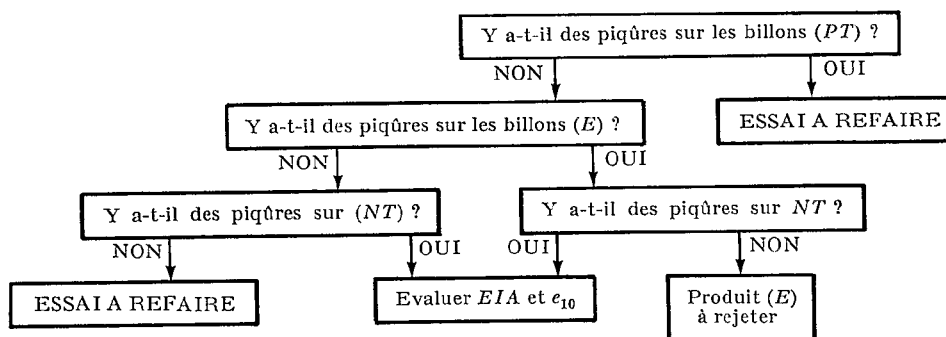 Y a-t-il des piqûres sur les billons (PT) ?
NON
OUI
Y a-t-il des piqûres sur les billons (E) ?
ESSAI A REFAIRE
NON
OUI
Y a-t-il des piqûres sur (NT) ?
Y a-t-il des piqûres sur NT ?
NON
OUI
OUI
NON
ESSAI A REFAIRE
Evaluer EIA et e10
Produit (E)
à rejeter